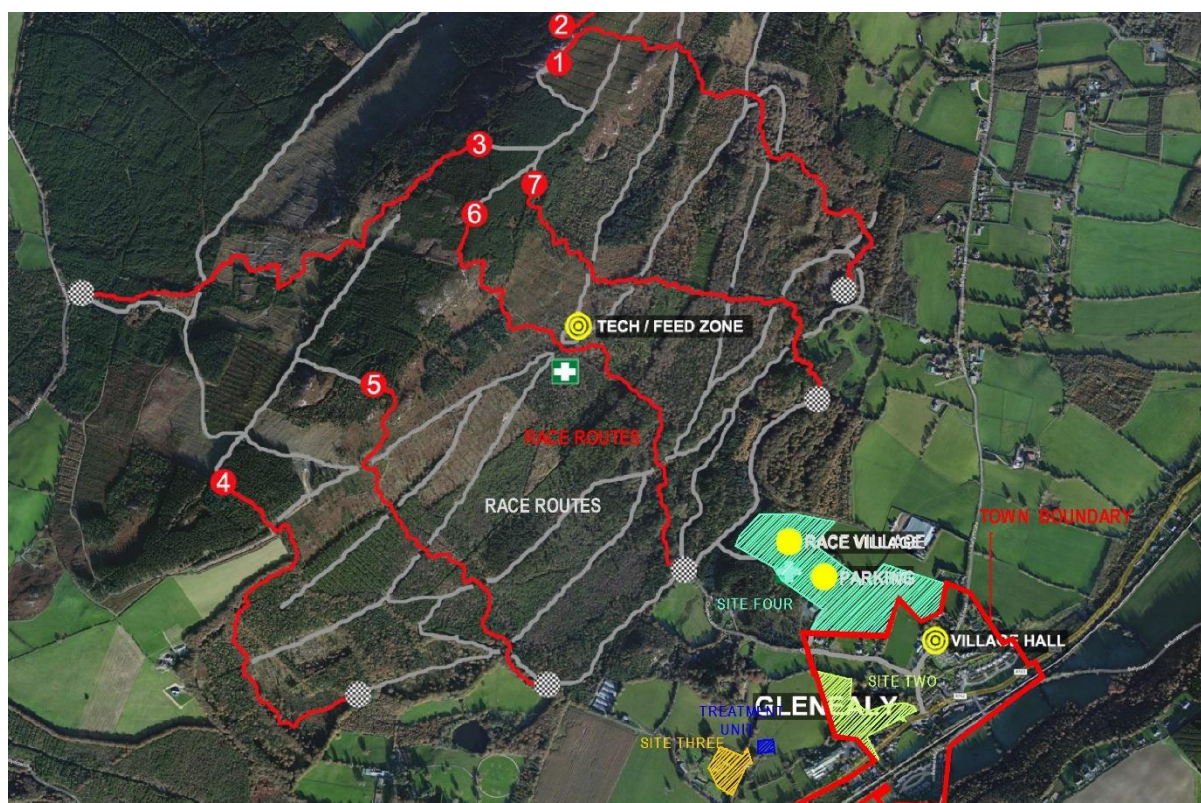 2
1
3
7
6
TECH / FEED ZONE
5
RACE ROUTES
4
RACE ROUTES
TOWN BOUNDARY
RACE VILLAGE
PARKING
SITE FOUR
VILLAGE HALL
SITE TWO
GLENEALY
TREATMENT
UNIT
SITE THREE